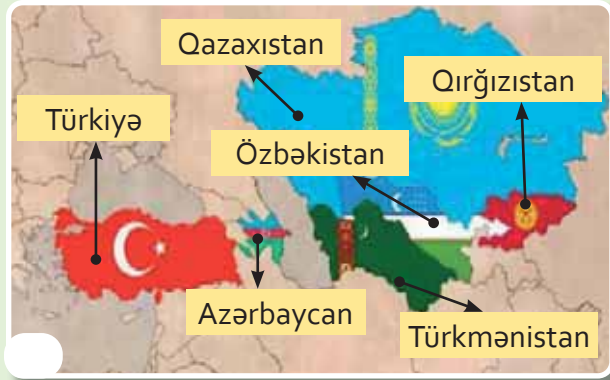 Qazaxıstan
Qırğızıstan
Türkiyə
Özbəkistan
Azərbaycan
Türkmənistan